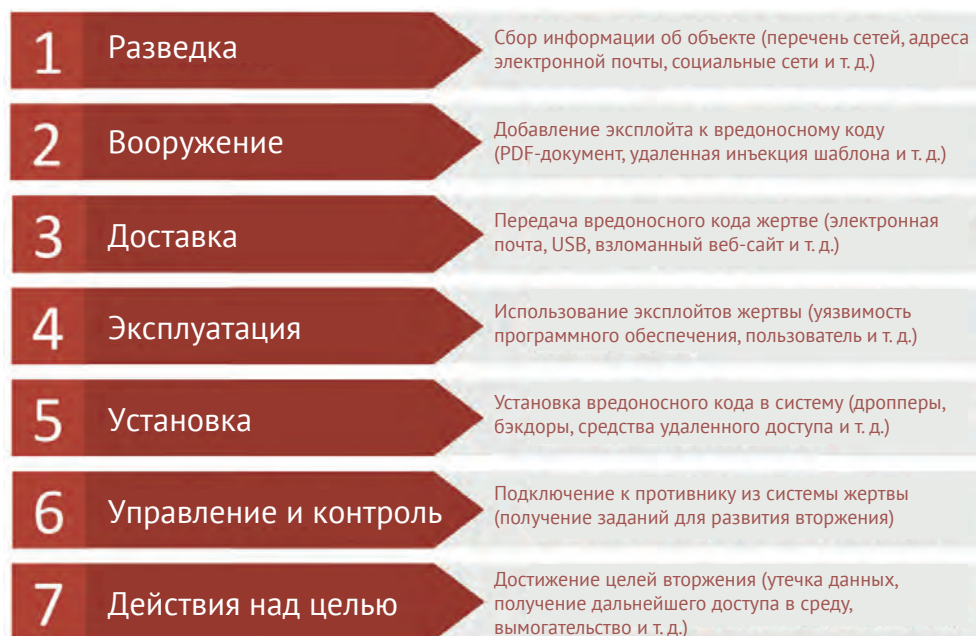 1 Разведка
Сбор информации об объекте (перечень сетей, адреса
электронной почты, социальные сети и т. д.)
2 Вооружение
Добавление эксплойта к вредоносному коду
(PDF-документ, удаленная инъекция шаблона и т. д.)
3 Доставка
Передача вредоносного кода жертве (электронная
почта, USB, взломанный веб-сайт и т. д.)
4 Эксплуатация
Использование эксплойтов жертвы (уязвимость
программного обеспечения, пользователь и т. д.)
5 Установка
Установка вредоносного кода в систему (дропперы,
бэкдоры, средства удаленного доступа и т. д.)
6 Управление и контроль
Подключение к противнику из системы жертвы
(получение заданий для развития вторжения)
7 Действия над целью
Достижение целей вторжения (утечка данных,
получение дальнейшего доступа в среду,
вымогательство и т. д.)